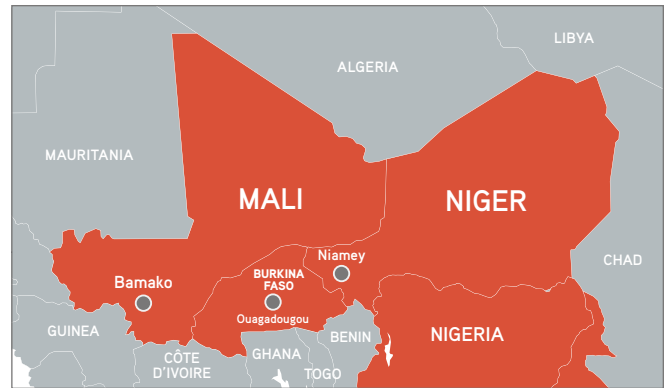 LIBYA
ALGERIA
MAURITANIA
MALI
NIGER
Niamey
CHAD
BURKINA
FASO
Bamako
Ouagadougou
GUINEA
BENIN
NIGERIA
CÔTE
D'IVOIRE
GHANA
TOGO